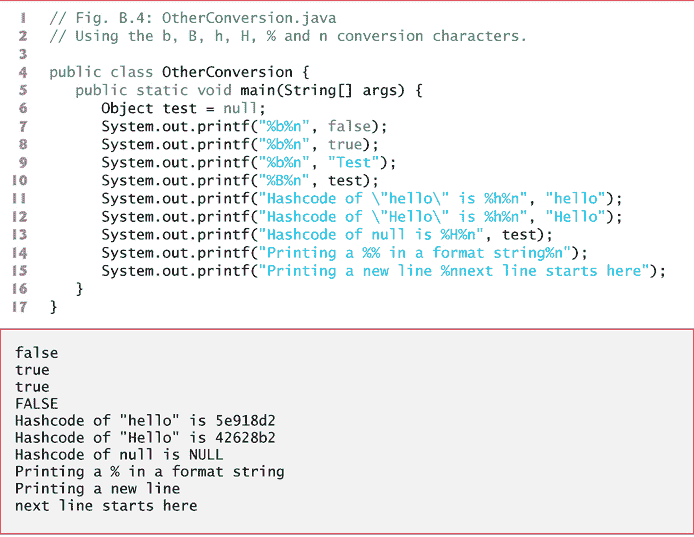 1 // Fig. B.4: OtherConversion.java
2 // Using the b, B, h, H, % and n conversion characters.
3
4 public class OtherConversion {
5    public static void main(String[] args) {
6       Object test = null;
7       System.out.printf("%b%n", false);
8       System.out.printf("%b%n", true);
9       System.out.printf("%b%n", "Test");
10       System.out.printf("%B%n", test);
11       System.out.printf("Hashcode of \"hello\" is %h%n", "hello");
12       System.out.printf("Hashcode of \"Hello\" is %h%n", "Hello");
13       System.out.printf("Hashcode of null is %H%n", test);
14       System.out.printf("Printing a %% in a format string%n");
15       System.out.printf("Printing a new line %nnext line starts here");
16    }
17 }
false
true
true
FALSE
Hashcode of "hello" is 5e918d2
Hashcode of "Hello" is 42628b2
Hashcode of null is NULL
Printing a % in a format string
Printing a new line
next line starts here